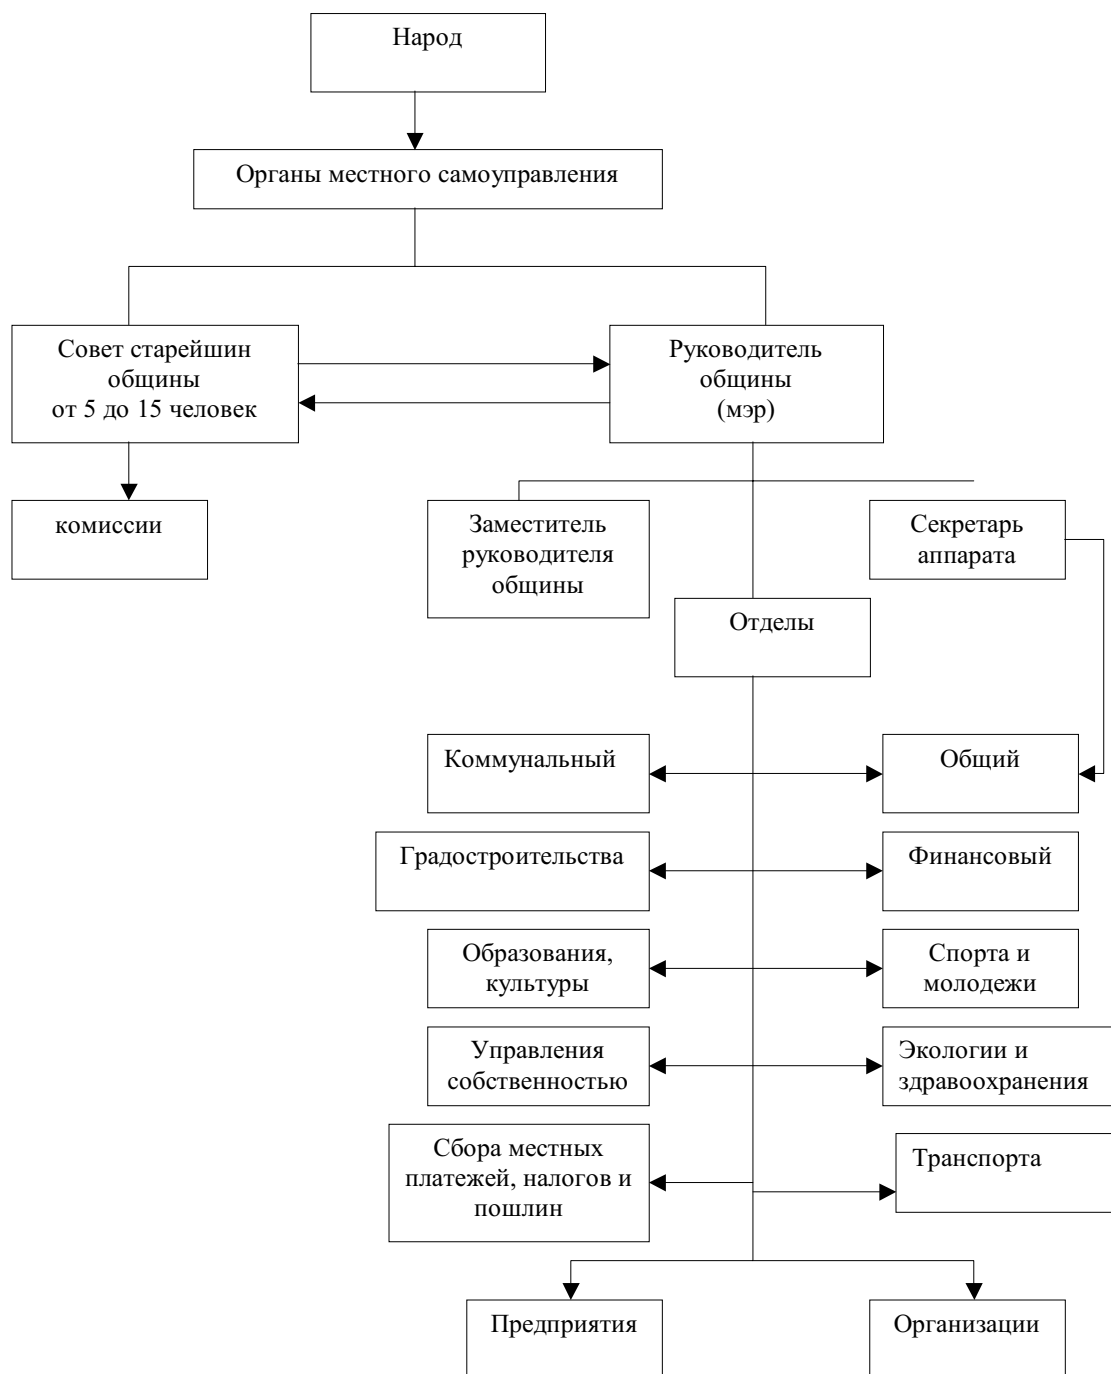 Народ
Органы местного самоуправления
Совет старейшин
общины
от 5 до 15 человек
Руководитель
общины
(мэр)
комиссии
Заместитель
руководителя
общины
Секретарь
аппарата
Отделы
Коммунальный
Общий
Градостроительства
Финансовый
Образования,
культуры
Спорта и
молодежи
Управления
собственностью
Экологии и
здравоохранения
Сбора местных
платежей, налогов и
пошлин
Транспорта
Предприятия
Организации